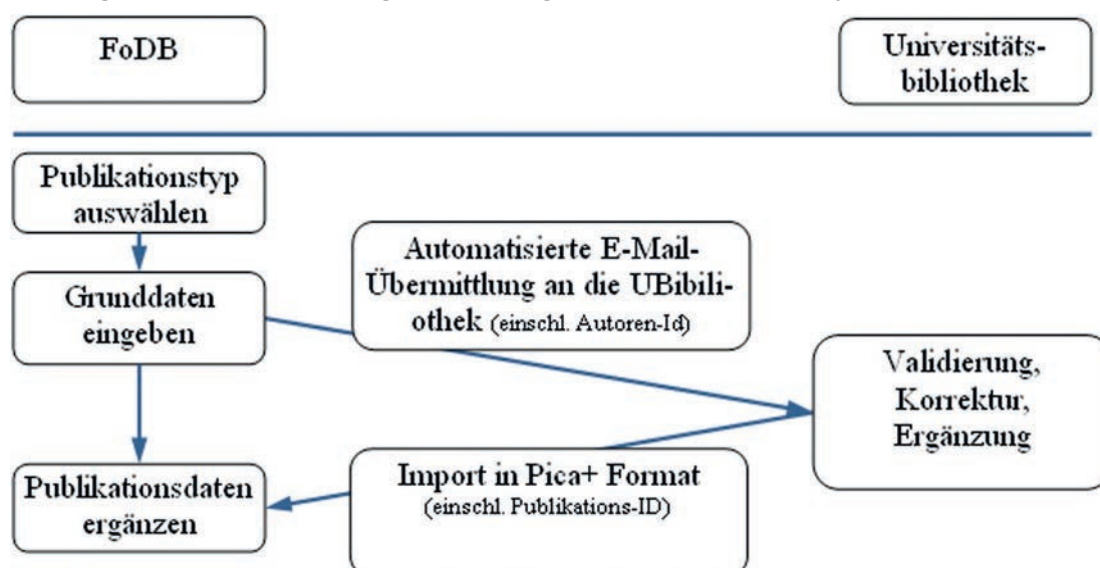 FoDB
Universitäts-
bibliothek
Publikationstyp
auswählen
Automatisierte E-Mail-
Übermittlung an die UBibili-
othek (einschl. Autoren-Id)
Grunddaten
eingeben
Validierung,
Korrektur,
Ergänzung
Import in Pica+ Format
(einschl. Publikations-ID)
Publikationsdaten
ergänzen